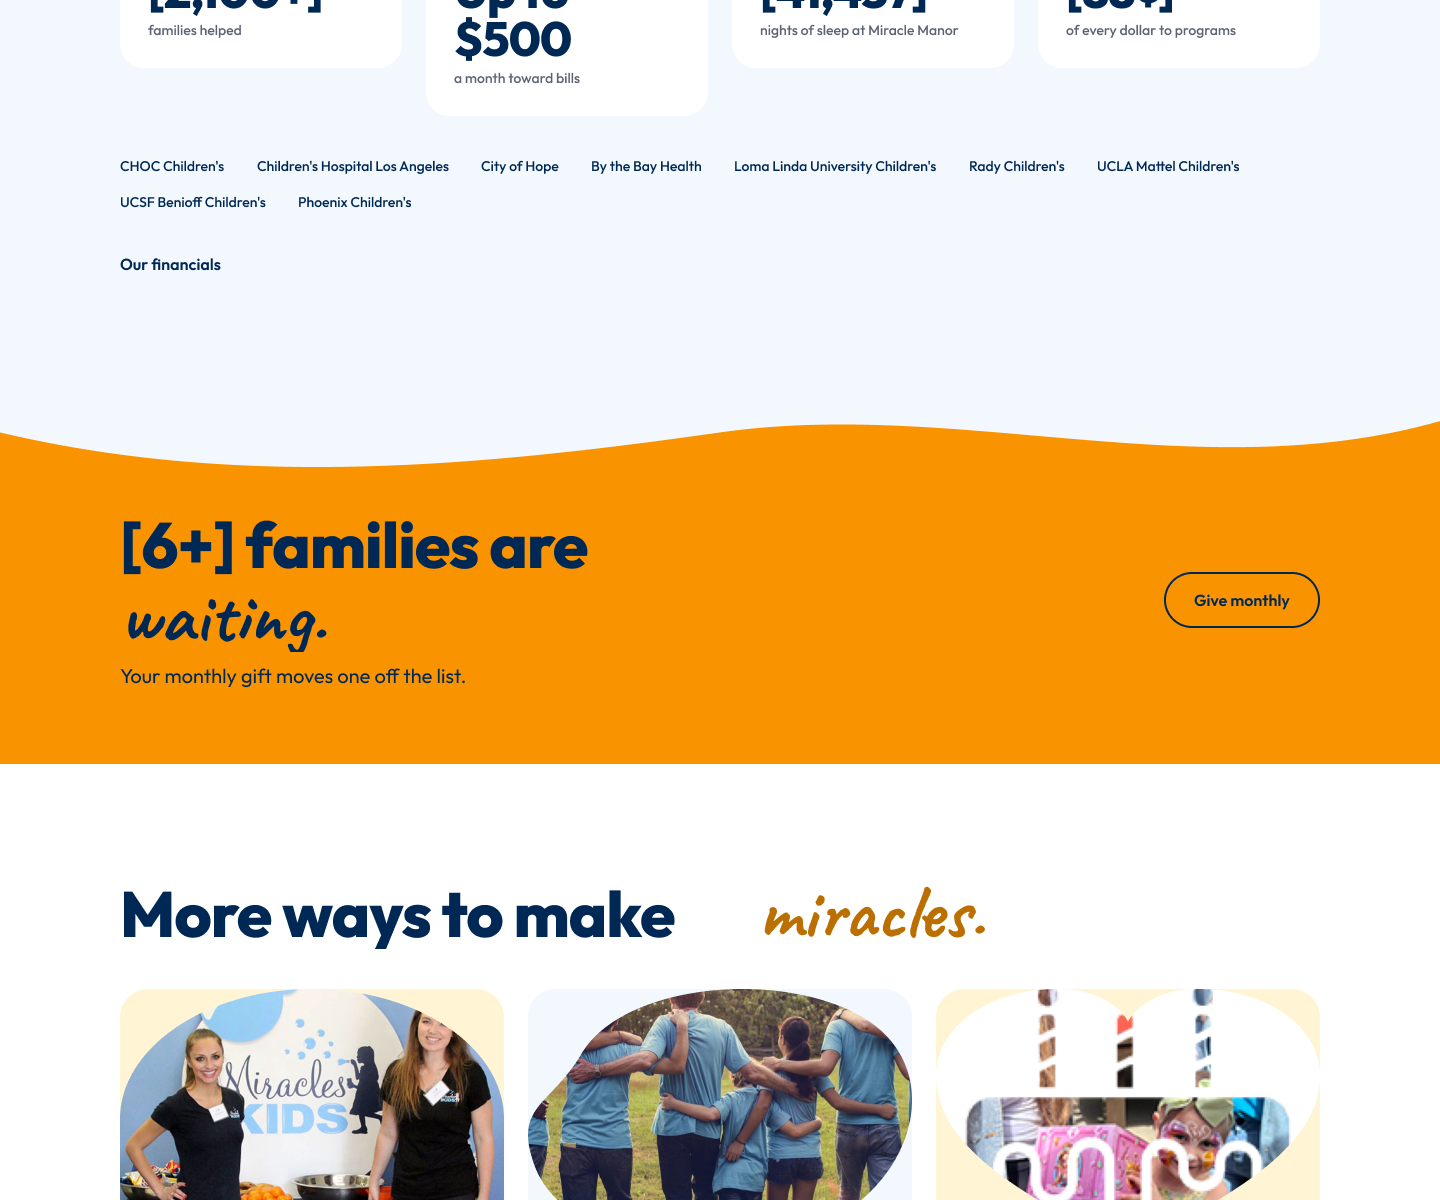 $500
families helped
a month toward bills
nights of sleep at Miracle Manor
of every dollar to programs
CHOC Children's
Children's Hospital Los Angeles
City of Hope
By the Bay Health
Loma Linda University Children's
Rady Children's
UCLA Mattel Children's
UCSF Benioff Children's
Phoenix Children's
Our financials
[6+] families are
waiting.
Your monthly gift moves one off the list.
Give monthly
More ways to make miracles.
Miracles
KIDS